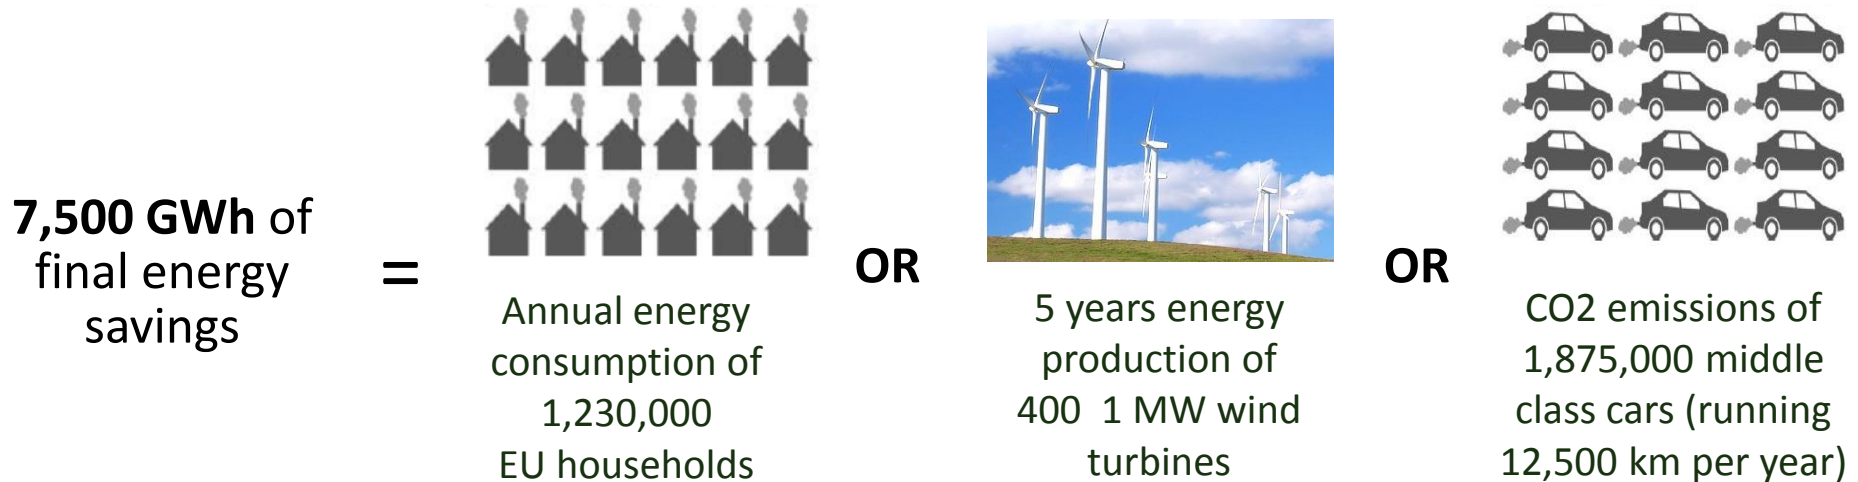 7,500 GWh of
final energy
savings
=
Annual energy
consumption of
1,230,000
EU households
OR
5 years energy
production of
400  1 MW wind
turbines
OR
CO2 emissions of
1,875,000 middle
class cars (running
12,500 km per year)